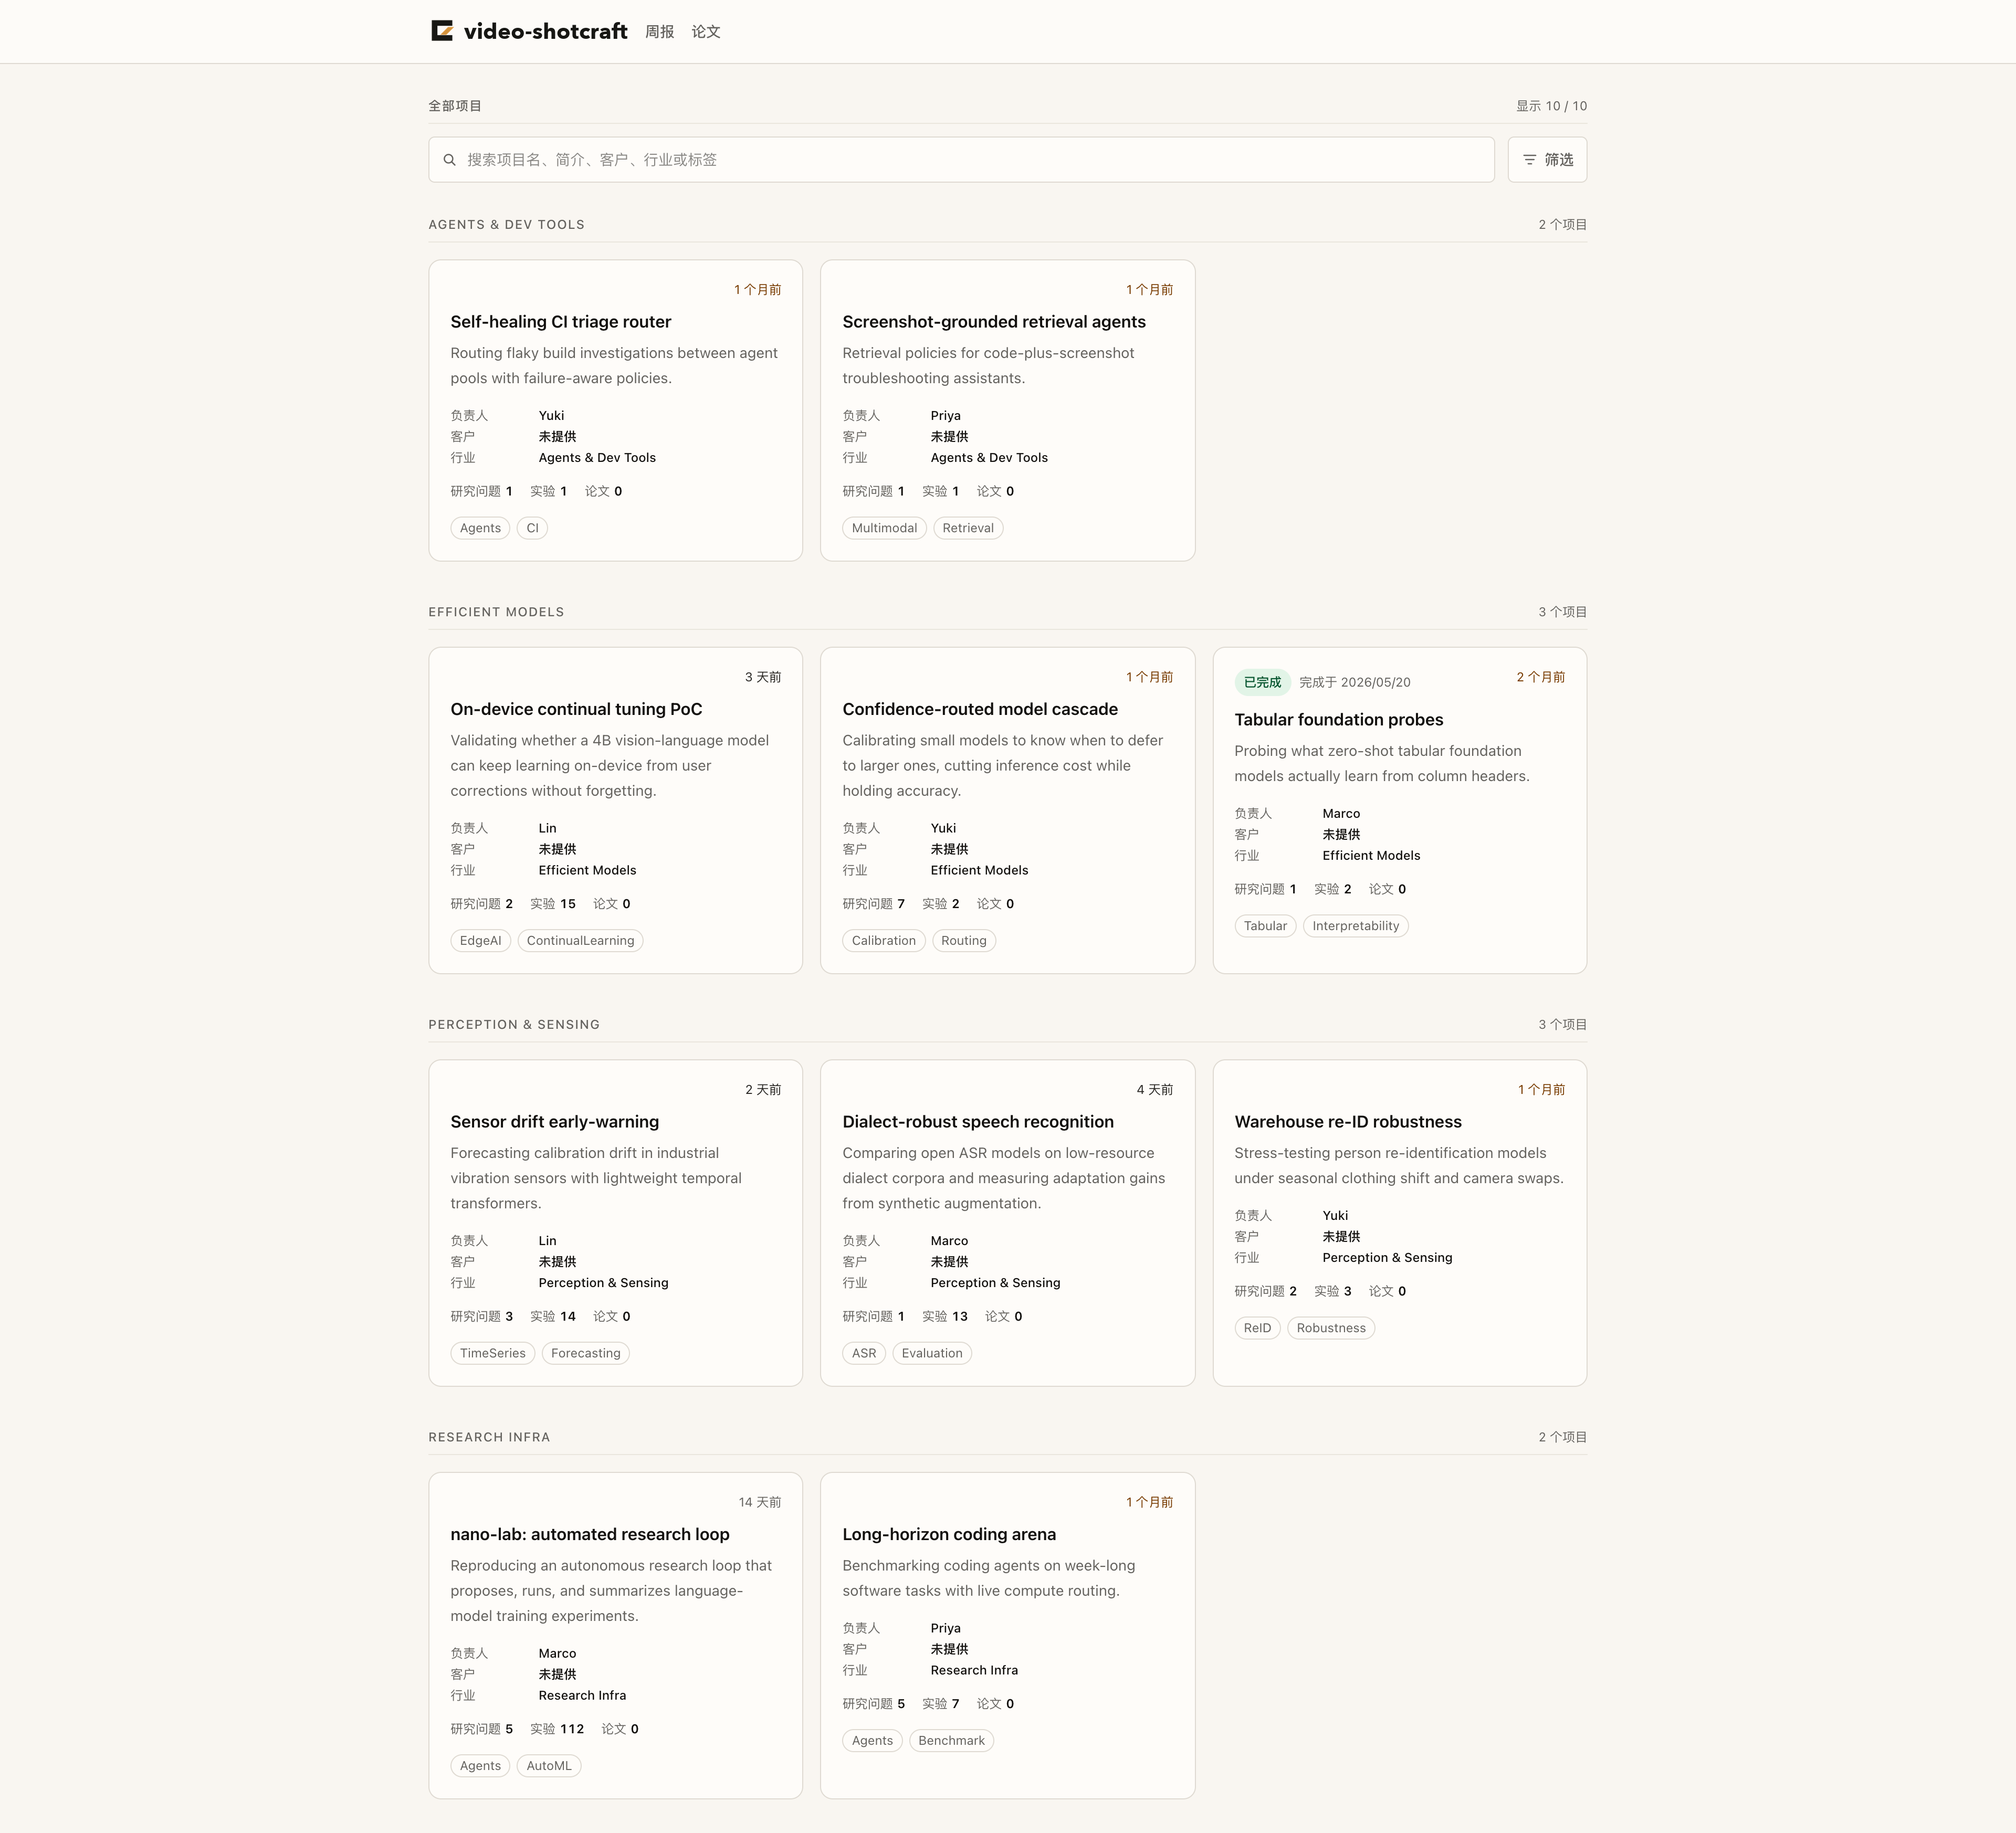 video-shotcraft 周报 论文
全部项目 显示 10 / 10
搜索项目名、简介、客户、行业或标签 筛选
AGENTS & DEV TOOLS 2 个项目
1 个月前
Self-healing CI triage router
Routing flaky build investigations between agent
pools with failure-aware policies.
负责人 Yuki
客户 未提供
行业 Agents & Dev Tools
研究问题 1 实验 1 论文 0
Agents CI
1 个月前
Screenshot-grounded retrieval agents
Retrieval policies for code-plus-screenshot
troubleshooting assistants.
负责人 Priya
客户 未提供
行业 Agents & Dev Tools
研究问题 1 实验 1 论文 0
Multimodal Retrieval
EFFICIENT MODELS 3 个项目
3 天前
On-device continual tuning PoC
Validating whether a 4B vision-language model
can keep learning on-device from user
corrections without forgetting.
负责人 Lin
客户 未提供
行业 Efficient Models
研究问题 2 实验 15 论文 0
EdgeAI ContinualLearning
1 个月前
Confidence-routed model cascade
Calibrating small models to know when to defer
to larger ones, cutting inference cost while
holding accuracy.
负责人 Yuki
客户 未提供
行业 Efficient Models
研究问题 7 实验 2 论文 0
Calibration Routing
已完成 完成于 2026/05/20 2 个月前
Tabular foundation probes
Probing what zero-shot tabular foundation
models actually learn from column headers.
负责人 Marco
客户 未提供
行业 Efficient Models
研究问题 1 实验 2 论文 0
Tabular Interpretability
PERCEPTION & SENSING 3 个项目
2 天前
Sensor drift early-warning
Forecasting calibration drift in industrial
vibration sensors with lightweight temporal
transformers.
负责人 Lin
客户 未提供
行业 Perception & Sensing
研究问题 3 实验 14 论文 0
TimeSeries Forecasting
4 天前
Dialect-robust speech recognition
Comparing open ASR models on low-resource
dialect corpora and measuring adaptation gains
from synthetic augmentation.
负责人 Marco
客户 未提供
行业 Perception & Sensing
研究问题 1 实验 13 论文 0
ASR Evaluation
1 个月前
Warehouse re-ID robustness
Stress-testing person re-identification models
under seasonal clothing shift and camera swaps.
负责人 Yuki
客户 未提供
行业 Perception & Sensing
研究问题 2 实验 3 论文 0
ReID Robustness
RESEARCH INFRA 2 个项目
14 天前
nano-lab: automated research loop
Reproducing an autonomous research loop that
proposes, runs, and summarizes language-
model training experiments.
负责人 Marco
客户 未提供
行业 Research Infra
研究问题 5 实验 112 论文 0
Agents AutoML
1 个月前
Long-horizon coding arena
Benchmarking coding agents on week-long
software tasks with live compute routing.
负责人 Priya
客户 未提供
行业 Research Infra
研究问题 5 实验 7 论文 0
Agents Benchmark